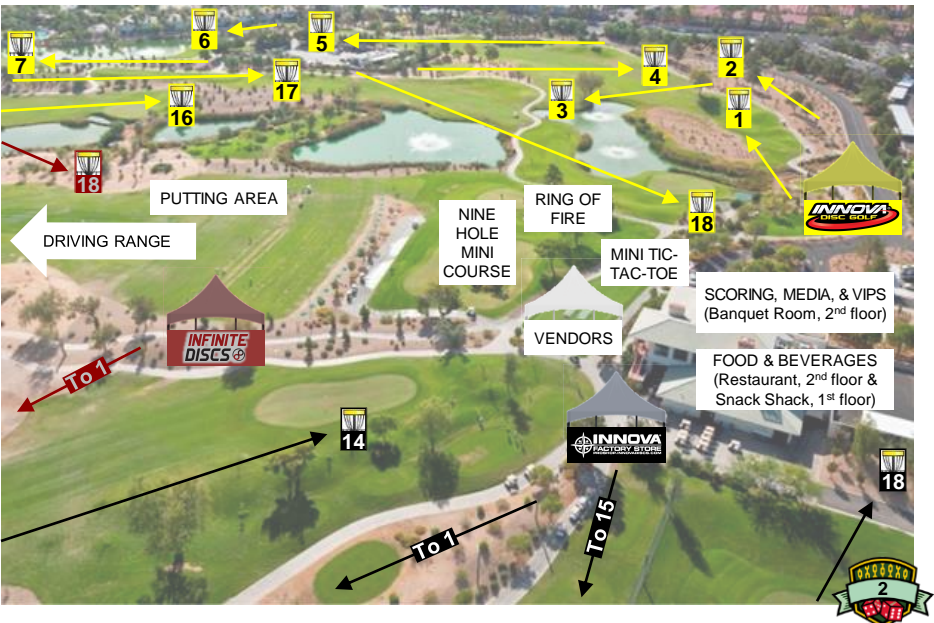 6
5
7
4
2
17
3
1
16
18
PUTTING AREA
RING OF
FIRE
18
INNOVA
DISC GOLF
NINE
HOLE
MINI
COURSE
DRIVING RANGE
MINI TIC-
TAC-TOE
SCORING, MEDIA, & VIPS
(Banquet Room, 2nd floor)
INFINITE
DISCS
VENDORS
FOOD & BEVERAGES
(Restaurant, 2nd floor &
Snack Shack, 1st floor)
To 1
14
INNOVA
FACTORY STORE
PROSHOP.INNOVADISCS.COM
18
To 1
To 15
2